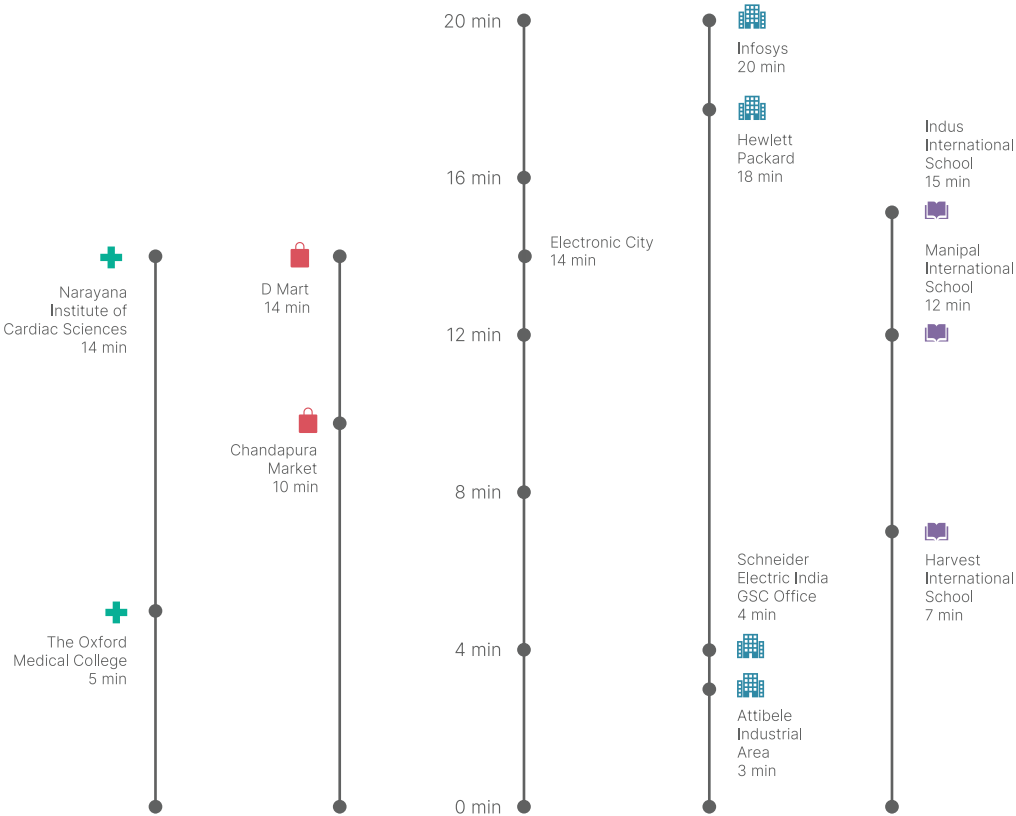 Narayana
Institute of
Cardiac Sciences
14 min
The Oxford
Medical College
5 min
D Mart
14 min
Chandapura
Market
10 min
20 min
16 min
Electronic City
14 min
12 min
8 min
4 min
0 min
Infosys
20 min
Hewlett
Packard
18 min
Schneider
Electric India
GSC Office
4 min
Attibele
Industrial
Area
3 min
Indus
International
School
15 min
Manipal
International
School
12 min
Harvest
International
School
7 min